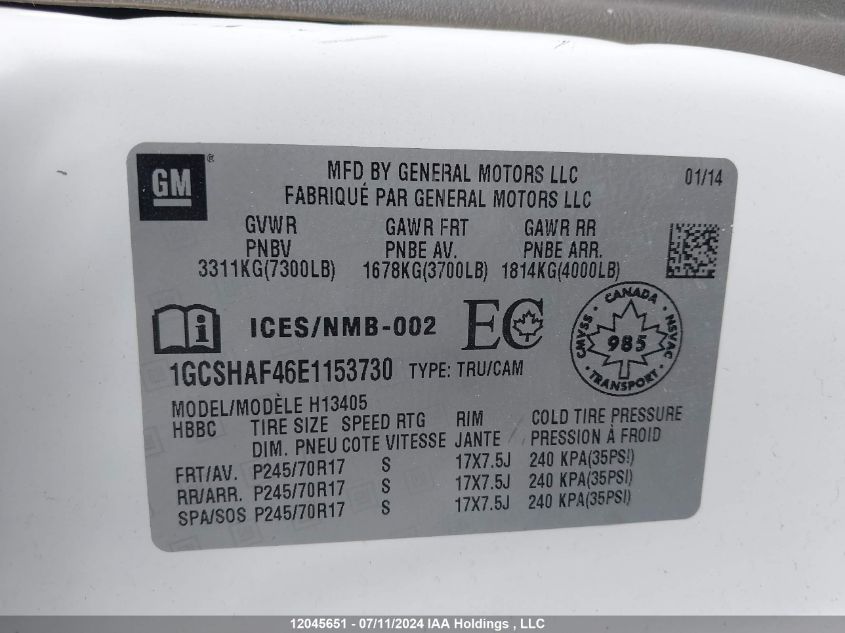 GM®
MFD BY GENERAL MOTORS LLC 01/14
FABRIQUÉ PAR GENERAL MOTORS LLC
GVWR GAWR FRT GAWR RR
PNBV PNBE AV. PNBE ARR.
3311KG(7300LB) 1678KG(3700LB) 1814KG(4000LB)
i ICES/NMB-002 EC
CANADA
CMVSS 985 NSVAC
TRANSPORT
1GCSHAF46E1153730 TYPE: TRU/CAM
MODEL/MODÈLE H13405
HBBC TIRE SIZE SPEED RTG RIM COLD TIRE PRESSURE
DIM. PNEU COTE VITESSE JANTE PRESSION À FROID
FRT/AV. P245/70R17 S 17X7.5J 240 KPA(35PSI)
RR/ARR. P245/70R17 S 17X7.5J 240 KPA(35PSI)
SPA/SOS P245/70R17 S 17X7.5J 240 KPA(35PSI)
12045651 - 07/11/2024 IAA Holdings , LLC